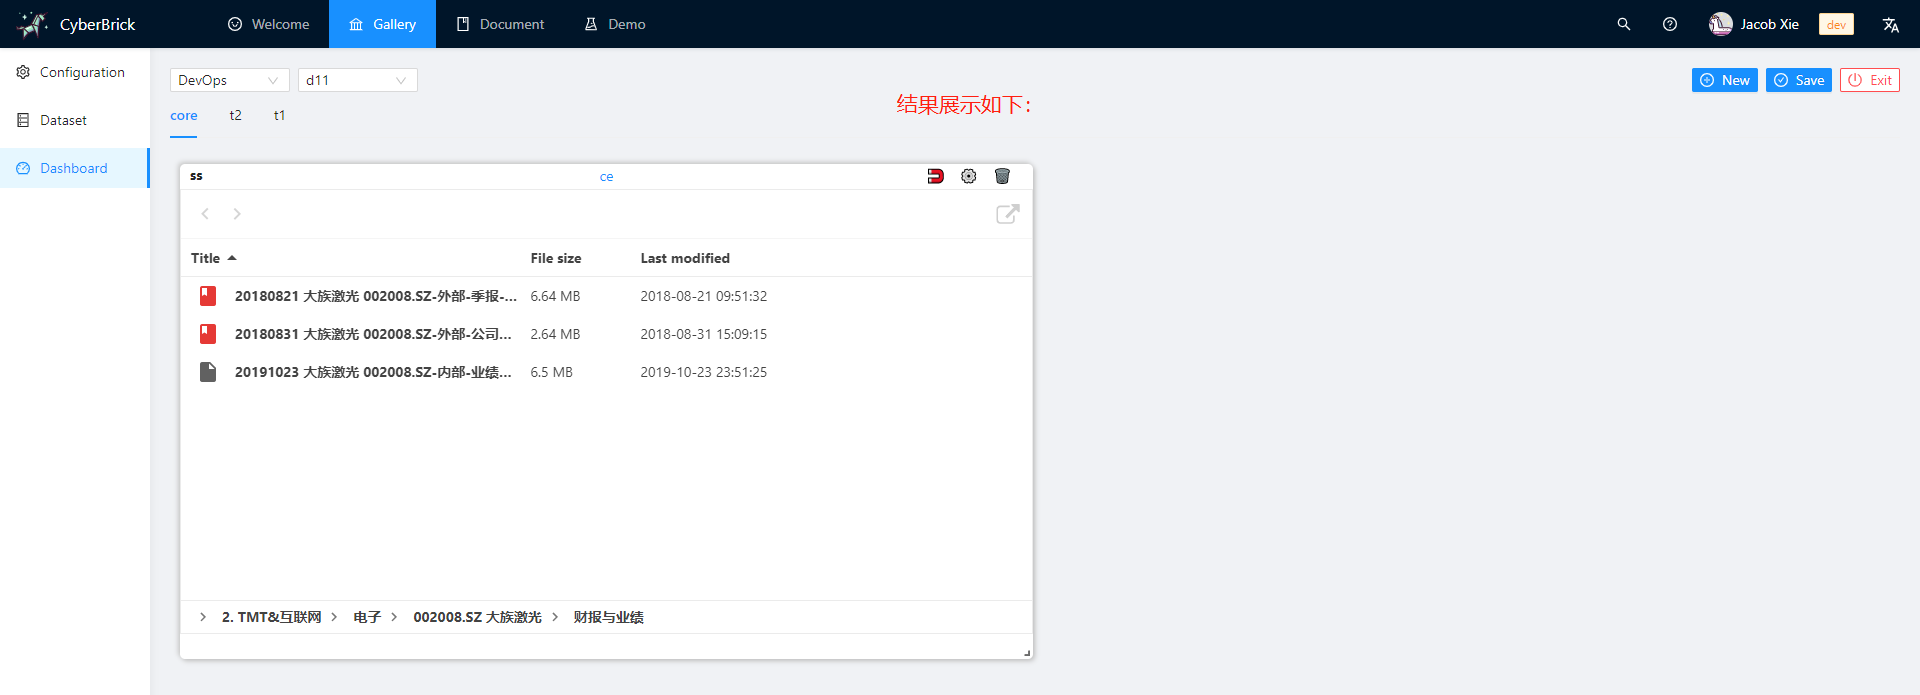 CyberBrick Welcome Gallery Document Demo Jacob Xie dev
Configuration
Dataset
Dashboard
DevOps d11 New Save Exit
结果展示如下：
core t2 t1
ss ce
Title File size Last modified
20180821 大族激光 002008.SZ-外部-季报-... 6.64 MB 2018-08-21 09:51:32
20180831 大族激光 002008.SZ-外部-公司... 2.64 MB 2018-08-31 15:09:15
20191023 大族激光 002008.SZ-内部-业绩... 6.5 MB 2019-10-23 23:51:25
> 2. TMT&互联网 > 电子 > 002008.SZ 大族激光 > 财报与业绩